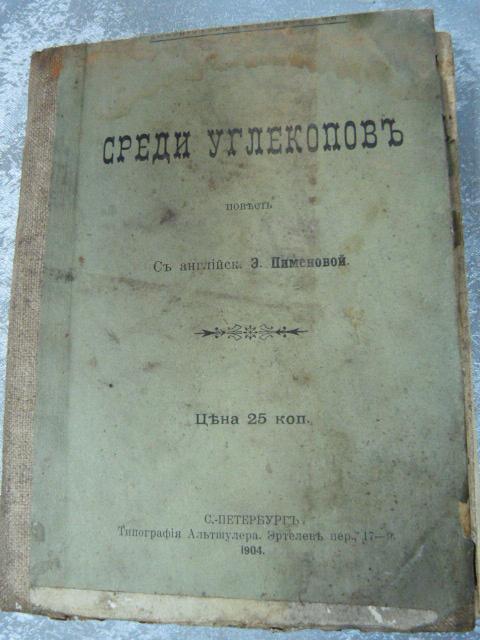 СРЕДИ УГЛЕКОПОВЪ
ПОВѢСТЬ
Съ англійск. Э. Пименовой.
Цѣна 25 коп.
С.-ПЕТЕРБУРГЪ
Типографія Альтшулера. Эртелевъ пер., 17—9.
1904.